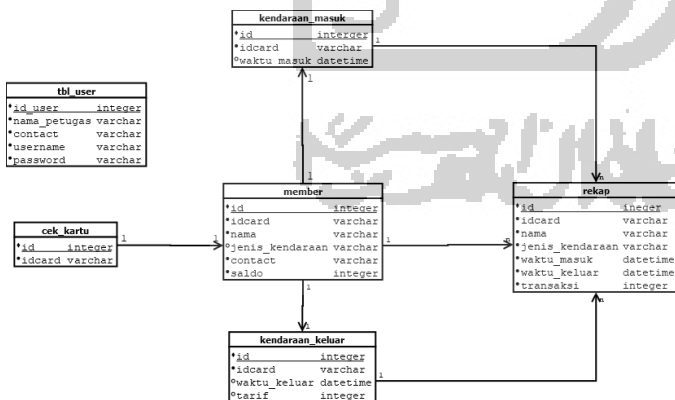 kendaraan_masuk
*id interger
*idcard varchar
°waktu_masuk datetime
1
n
1
1
tbl_user
*id_user integer
*nama_petugas varchar
*contact varchar
*username varchar
*password varchar
cek_kartu
*id integer
*idcard varchar
1
1
member
*id integer
*idcard varchar
*nama varchar
°jenis_kendaraan varchar
*contact varchar
*saldo integer
1
n
rekap
*id ineger
*idcard varchar
*nama varchar
*jenis_kendaraan varchar
*waktu_masuk datetime
*waktu_keluar datetime
*transaksi integer
1
1
kendaraan_keluar
*id integer
*idcard varchar
°waktu_keluar datetime
°tarif integer
1
n